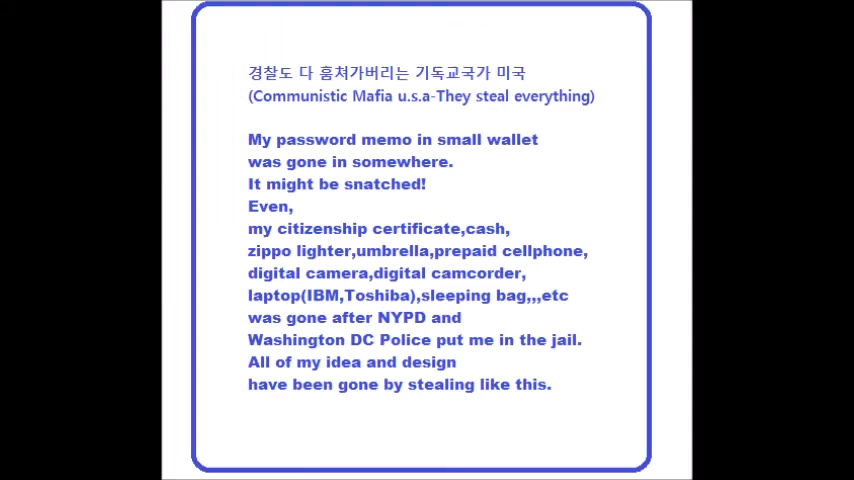 경찰도 다 훔쳐가버리는 기독교국가 미국
(Communistic Mafia u.s.a-They steal everything)
My password memo in small wallet
was gone in somewhere.
It might be snatched!
Even,
my citizenship certificate,cash,
zippo lighter,umbrella,prepaid cellphone,
digital camera,digital camcorder,
laptop(IBM,Toshiba),sleeping bag,,,etc
was gone after NYPD and
Washington DC Police put me in the jail.
All of my idea and design
have been gone by stealing like this.